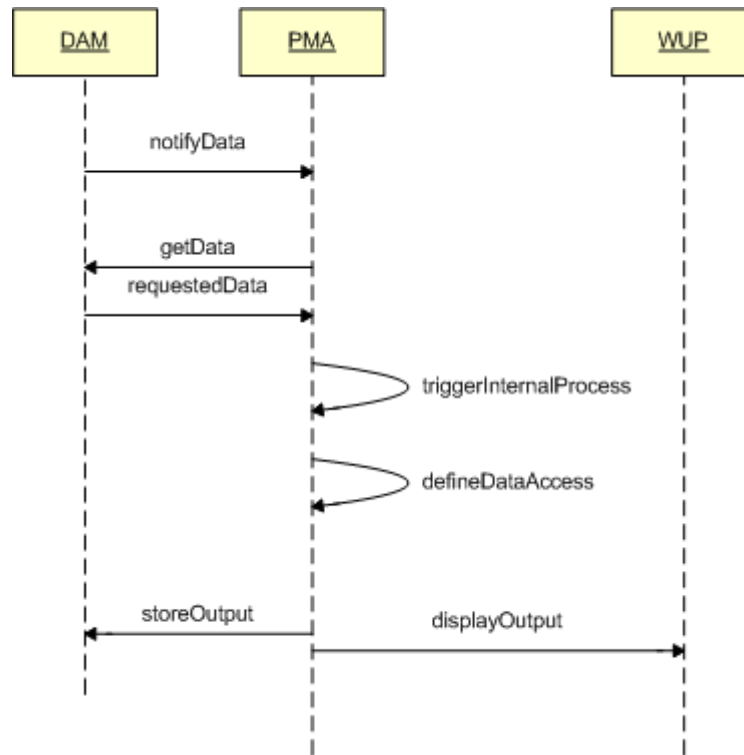 DAM
PMA
WUP
notifyData
getData
requestedData
triggerInternalProcess
defineDataAccess
storeOutput
displayOutput